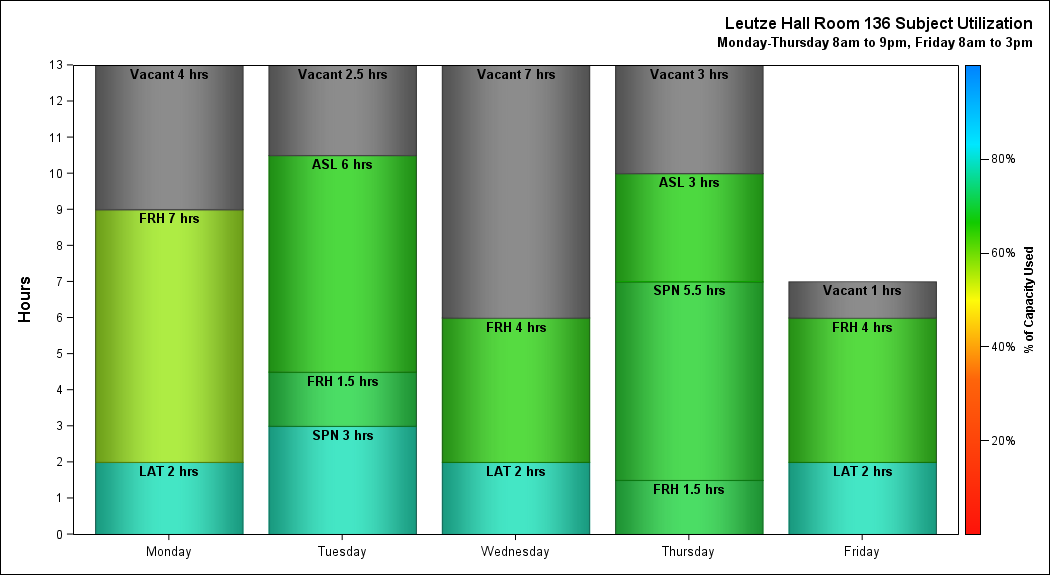 Leutze Hall Room 136 Subject Utilization
Monday-Thursday 8am to 9pm, Friday 8am to 3pm
Hours
13
12
11
10
9
8
7
6
5
4
3
2
1
0
Vacant 4 hrs
FRH 7 hrs
LAT 2 hrs
Vacant 2.5 hrs
ASL 6 hrs
FRH 1.5 hrs
SPN 3 hrs
Vacant 7 hrs
FRH 4 hrs
LAT 2 hrs
Vacant 3 hrs
ASL 3 hrs
SPN 5.5 hrs
FRH 1.5 hrs
Vacant 1 hrs
FRH 4 hrs
LAT 2 hrs
Monday Tuesday Wednesday Thursday Friday
80%
60%
40%
20%
% of Capacity Used